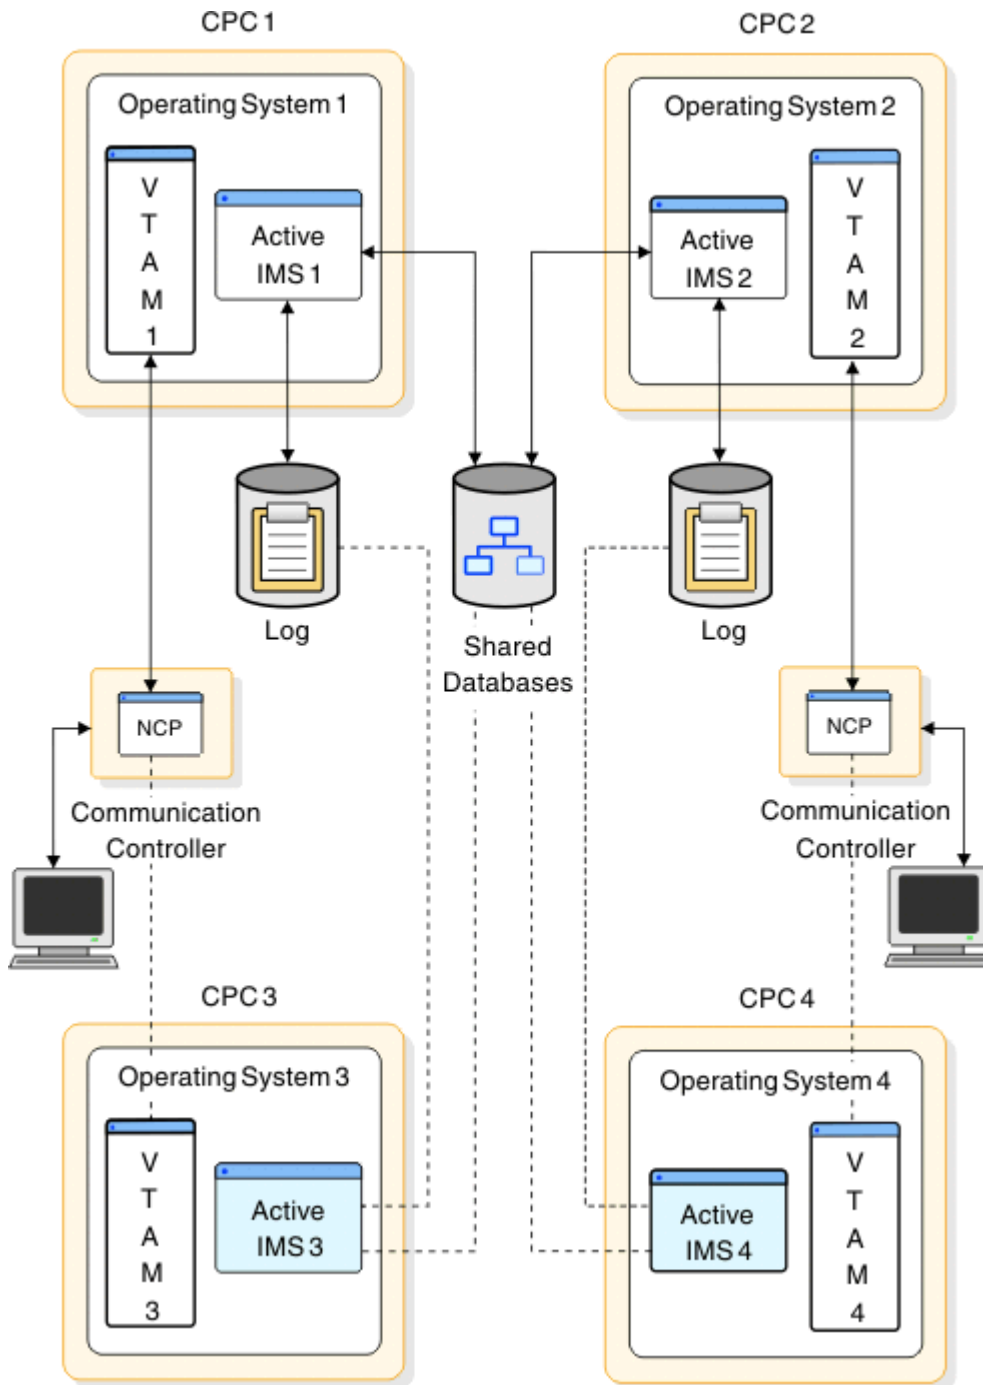 CPC 1
CPC 2
Operating System 1
Operating System 2
V
T
A
M
1
Active
IMS 1
Active
IMS 2
V
T
A
M
2
Log
Shared
Databases
Log
NCP
NCP
Communication
Controller
Communication
Controller
CPC 3
CPC 4
Operating System 3
Operating System 4
V
T
A
M
3
Active
IMS 3
Active
IMS 4
V
T
A
M
4